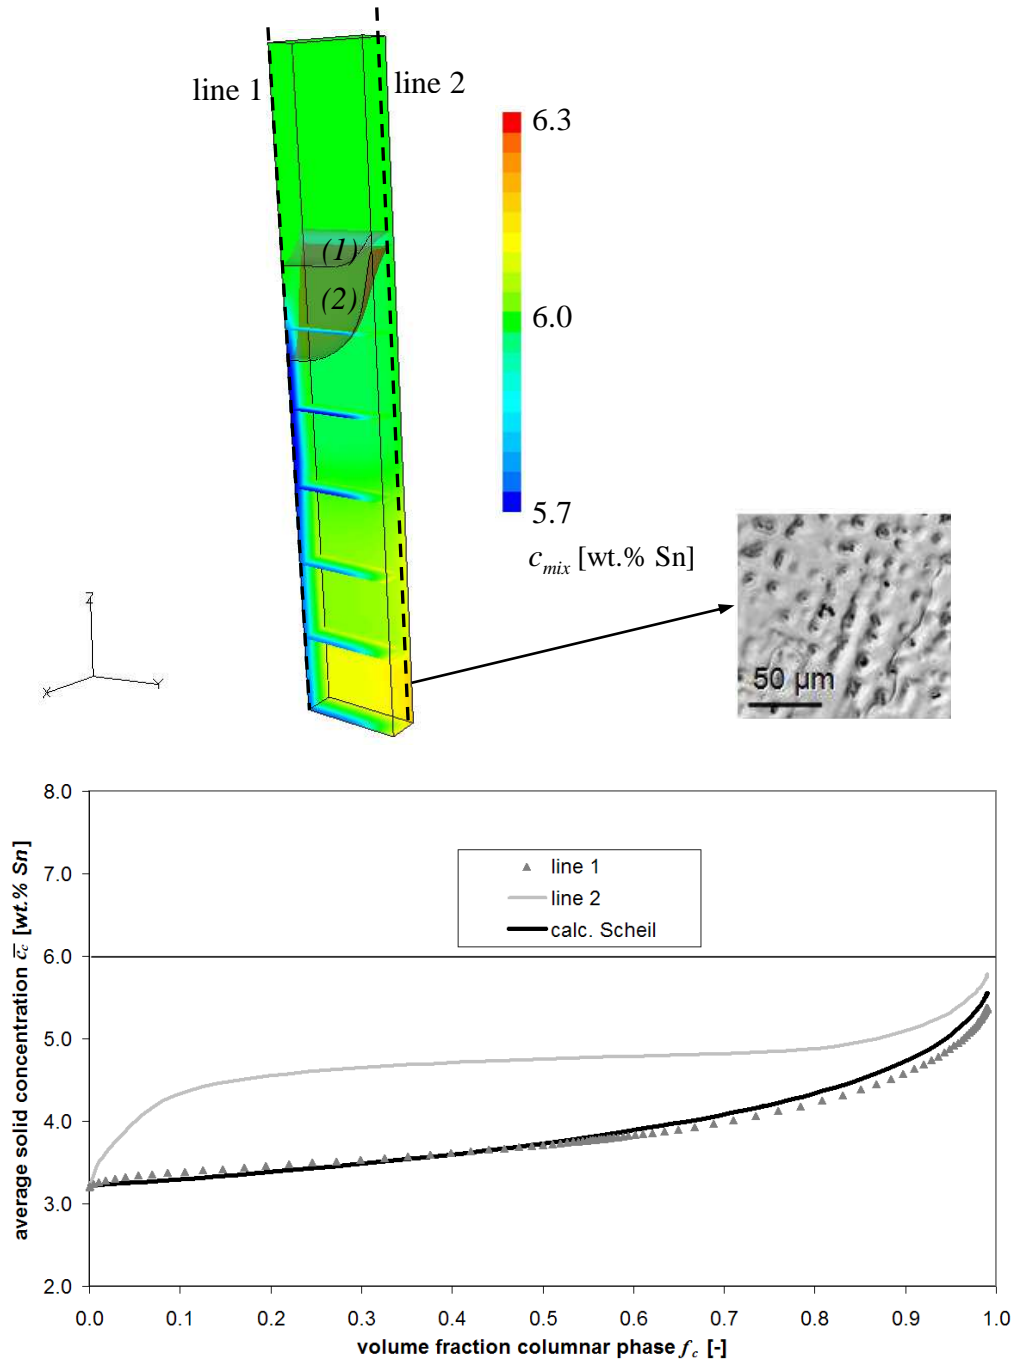 line 1
line 2
6.3
(1)
(2)
6.0
5.7
c_mix [wt.% Sn]
Z
X
Y
50 µm
8.0
7.0
6.0
5.0
4.0
3.0
2.0
average solid concentration c̅_c [wt.% Sn]
line 1
line 2
calc. Scheil
0.0 0.1 0.2 0.3 0.4 0.5 0.6 0.7 0.8 0.9 1.0
volume fraction columnar phase f_c [-]